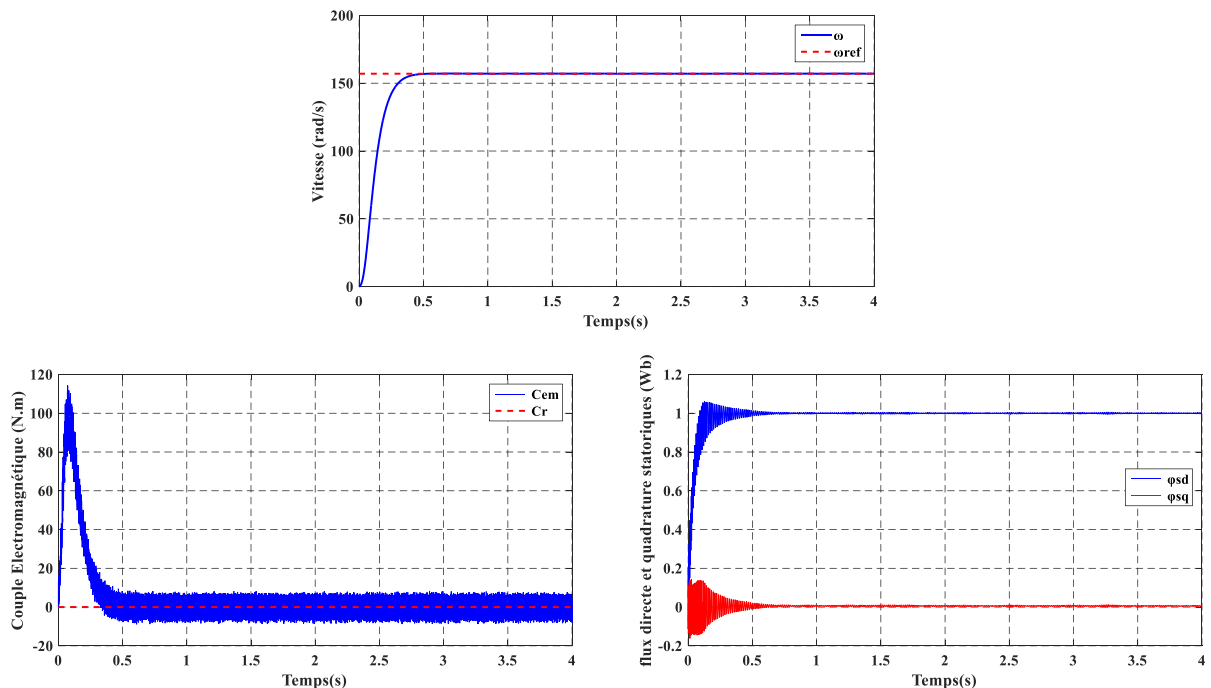 200
150
100
50
0
Vitesse (rad/s)
ω
ωref
0 0.5 1 1.5 2 2.5 3 3.5 4
Temps(s)
120
100
80
60
40
20
0
-20
Couple Electromagnétique (N.m)
Cem
Cr
0 0.5 1 1.5 2 2.5 3 3.5 4
Temps(s)
1.2
1
0.8
0.6
0.4
0.2
0
-0.2
flux directe et quadrature statoriques (Wb)
φsd
φsq
0 0.5 1 1.5 2 2.5 3 3.5 4
Temps(s)